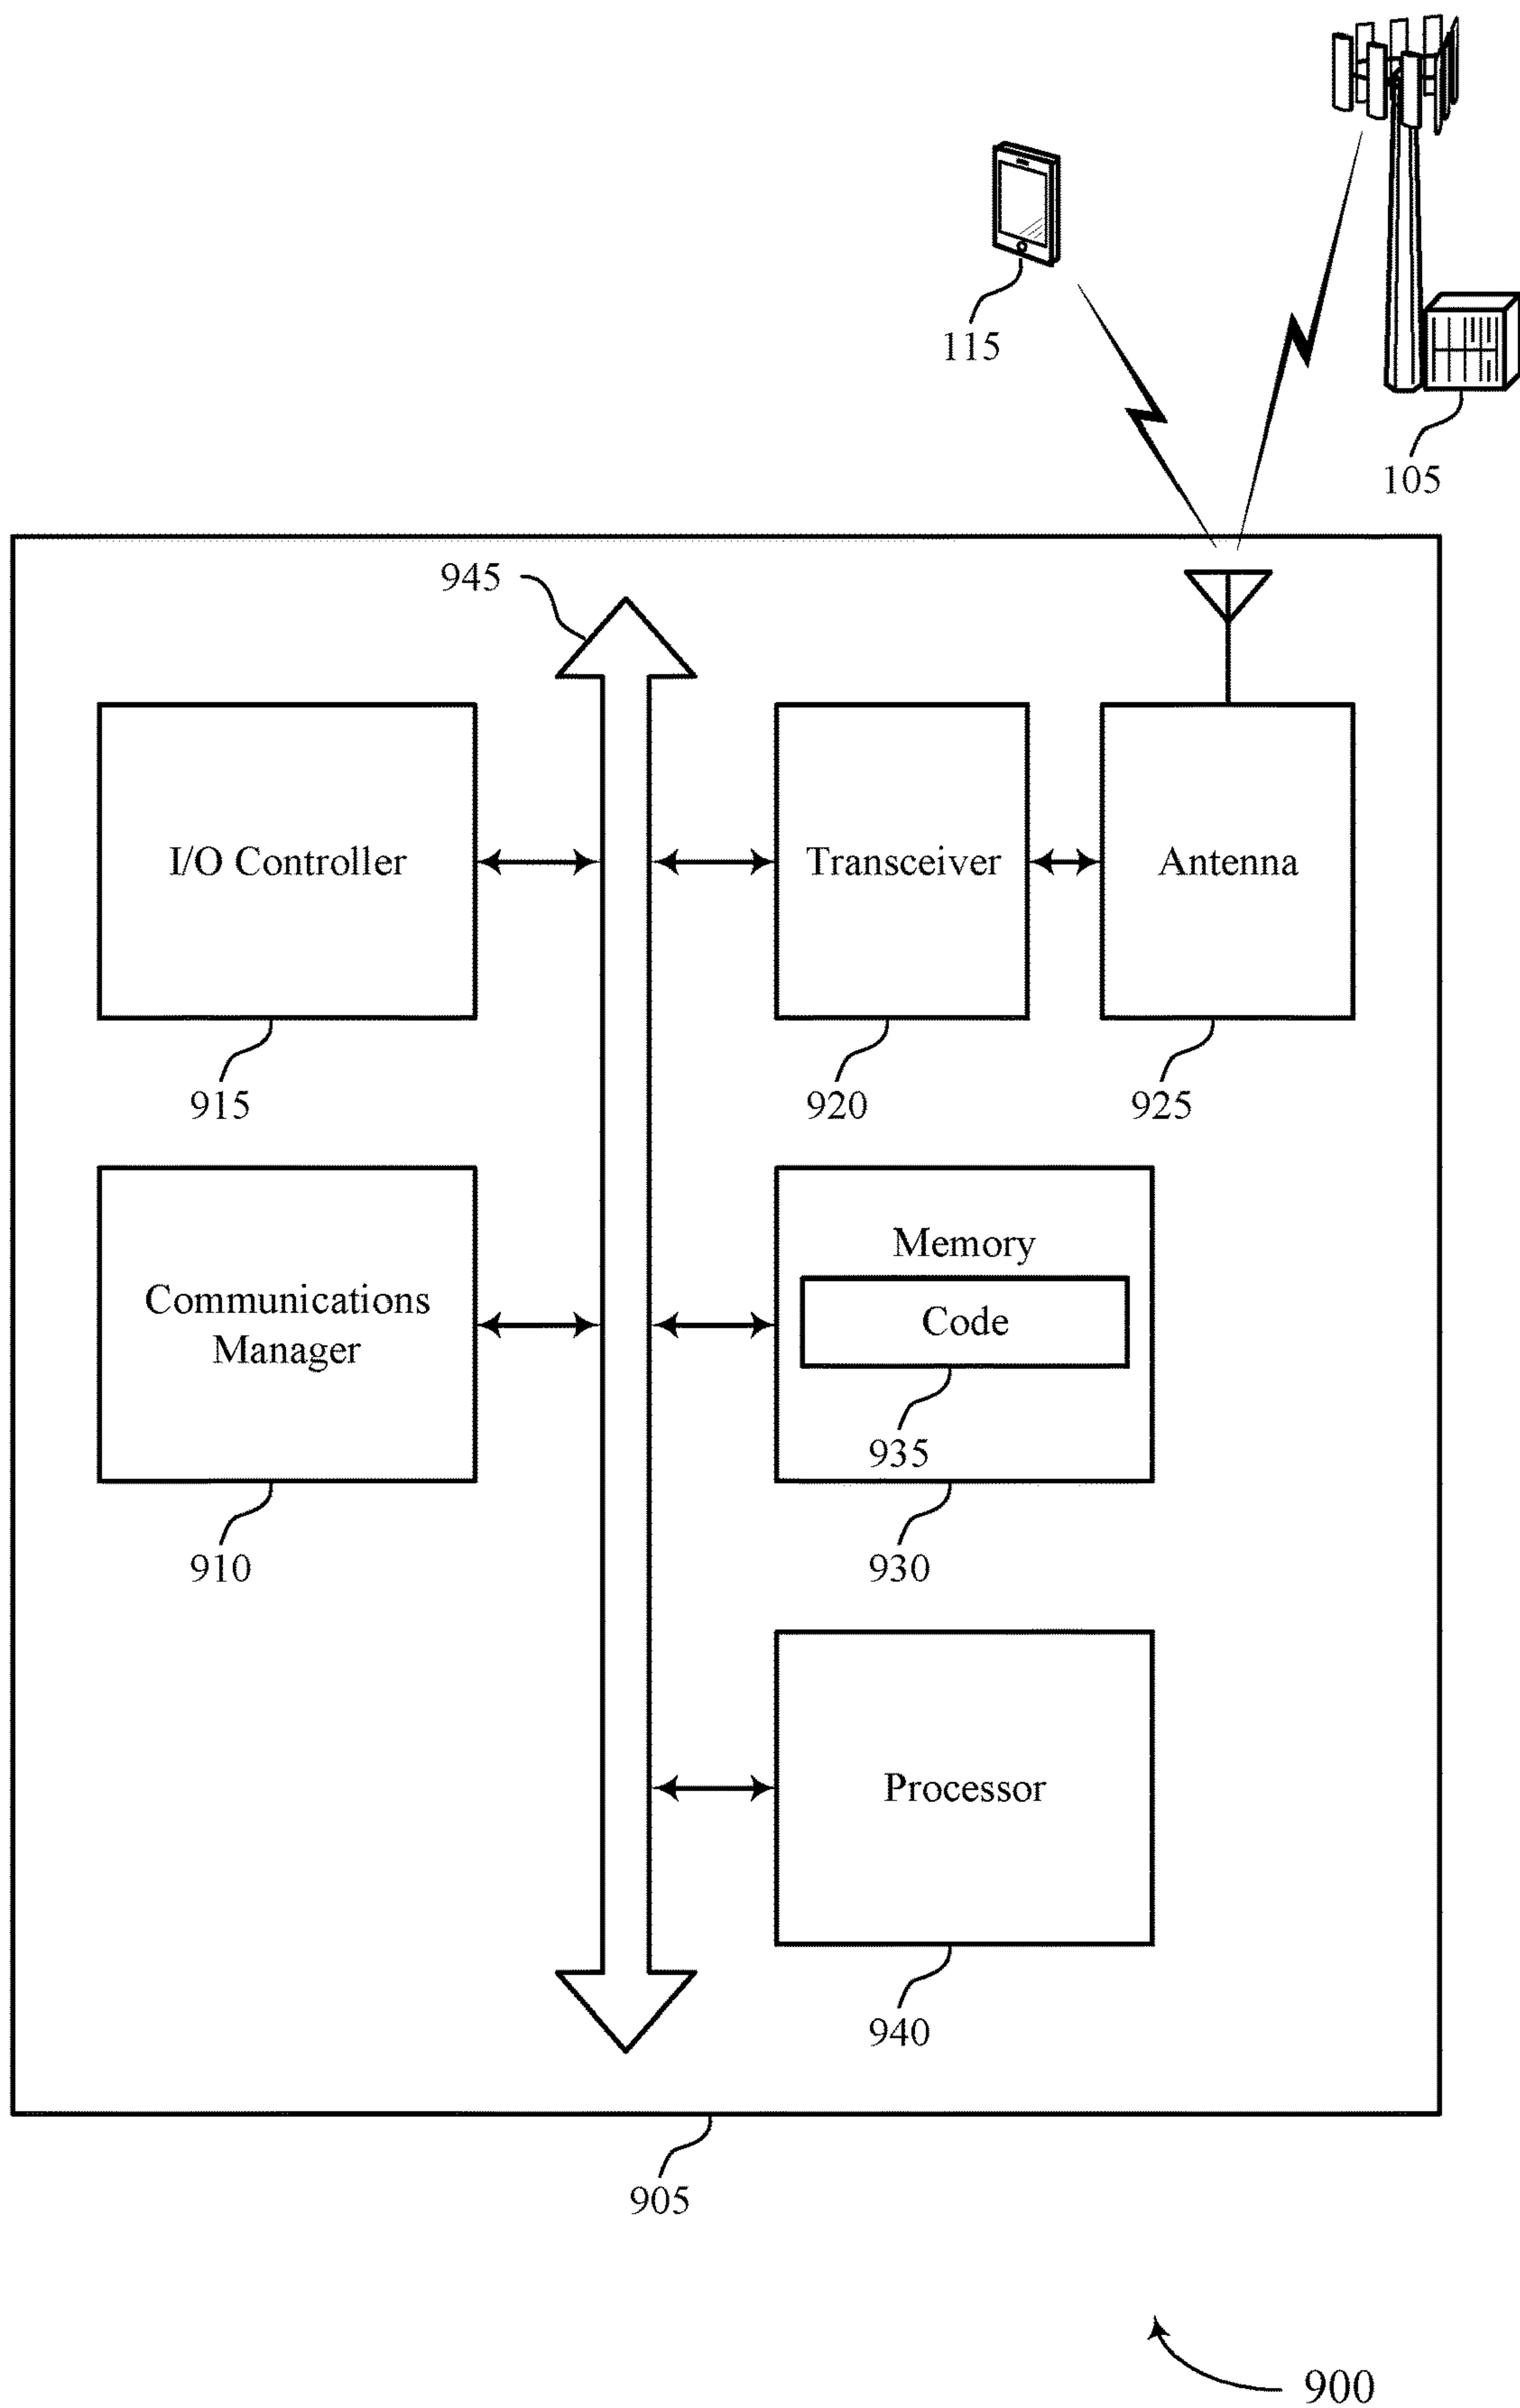 115
105
945
I/O Controller
Transceiver
Antenna
915
920
925
Communications
Manager
Memory
Code
935
910
930
Processor
940
905
900